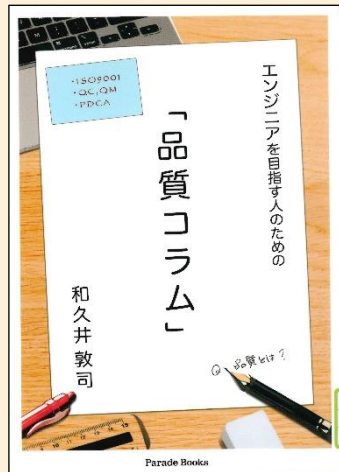 ・ISO9001
・QC,QM
・PDCA
エンジニアを目指す人のための
「品質コラム」
和久井敦司
Q 品質とは？
Parade Books